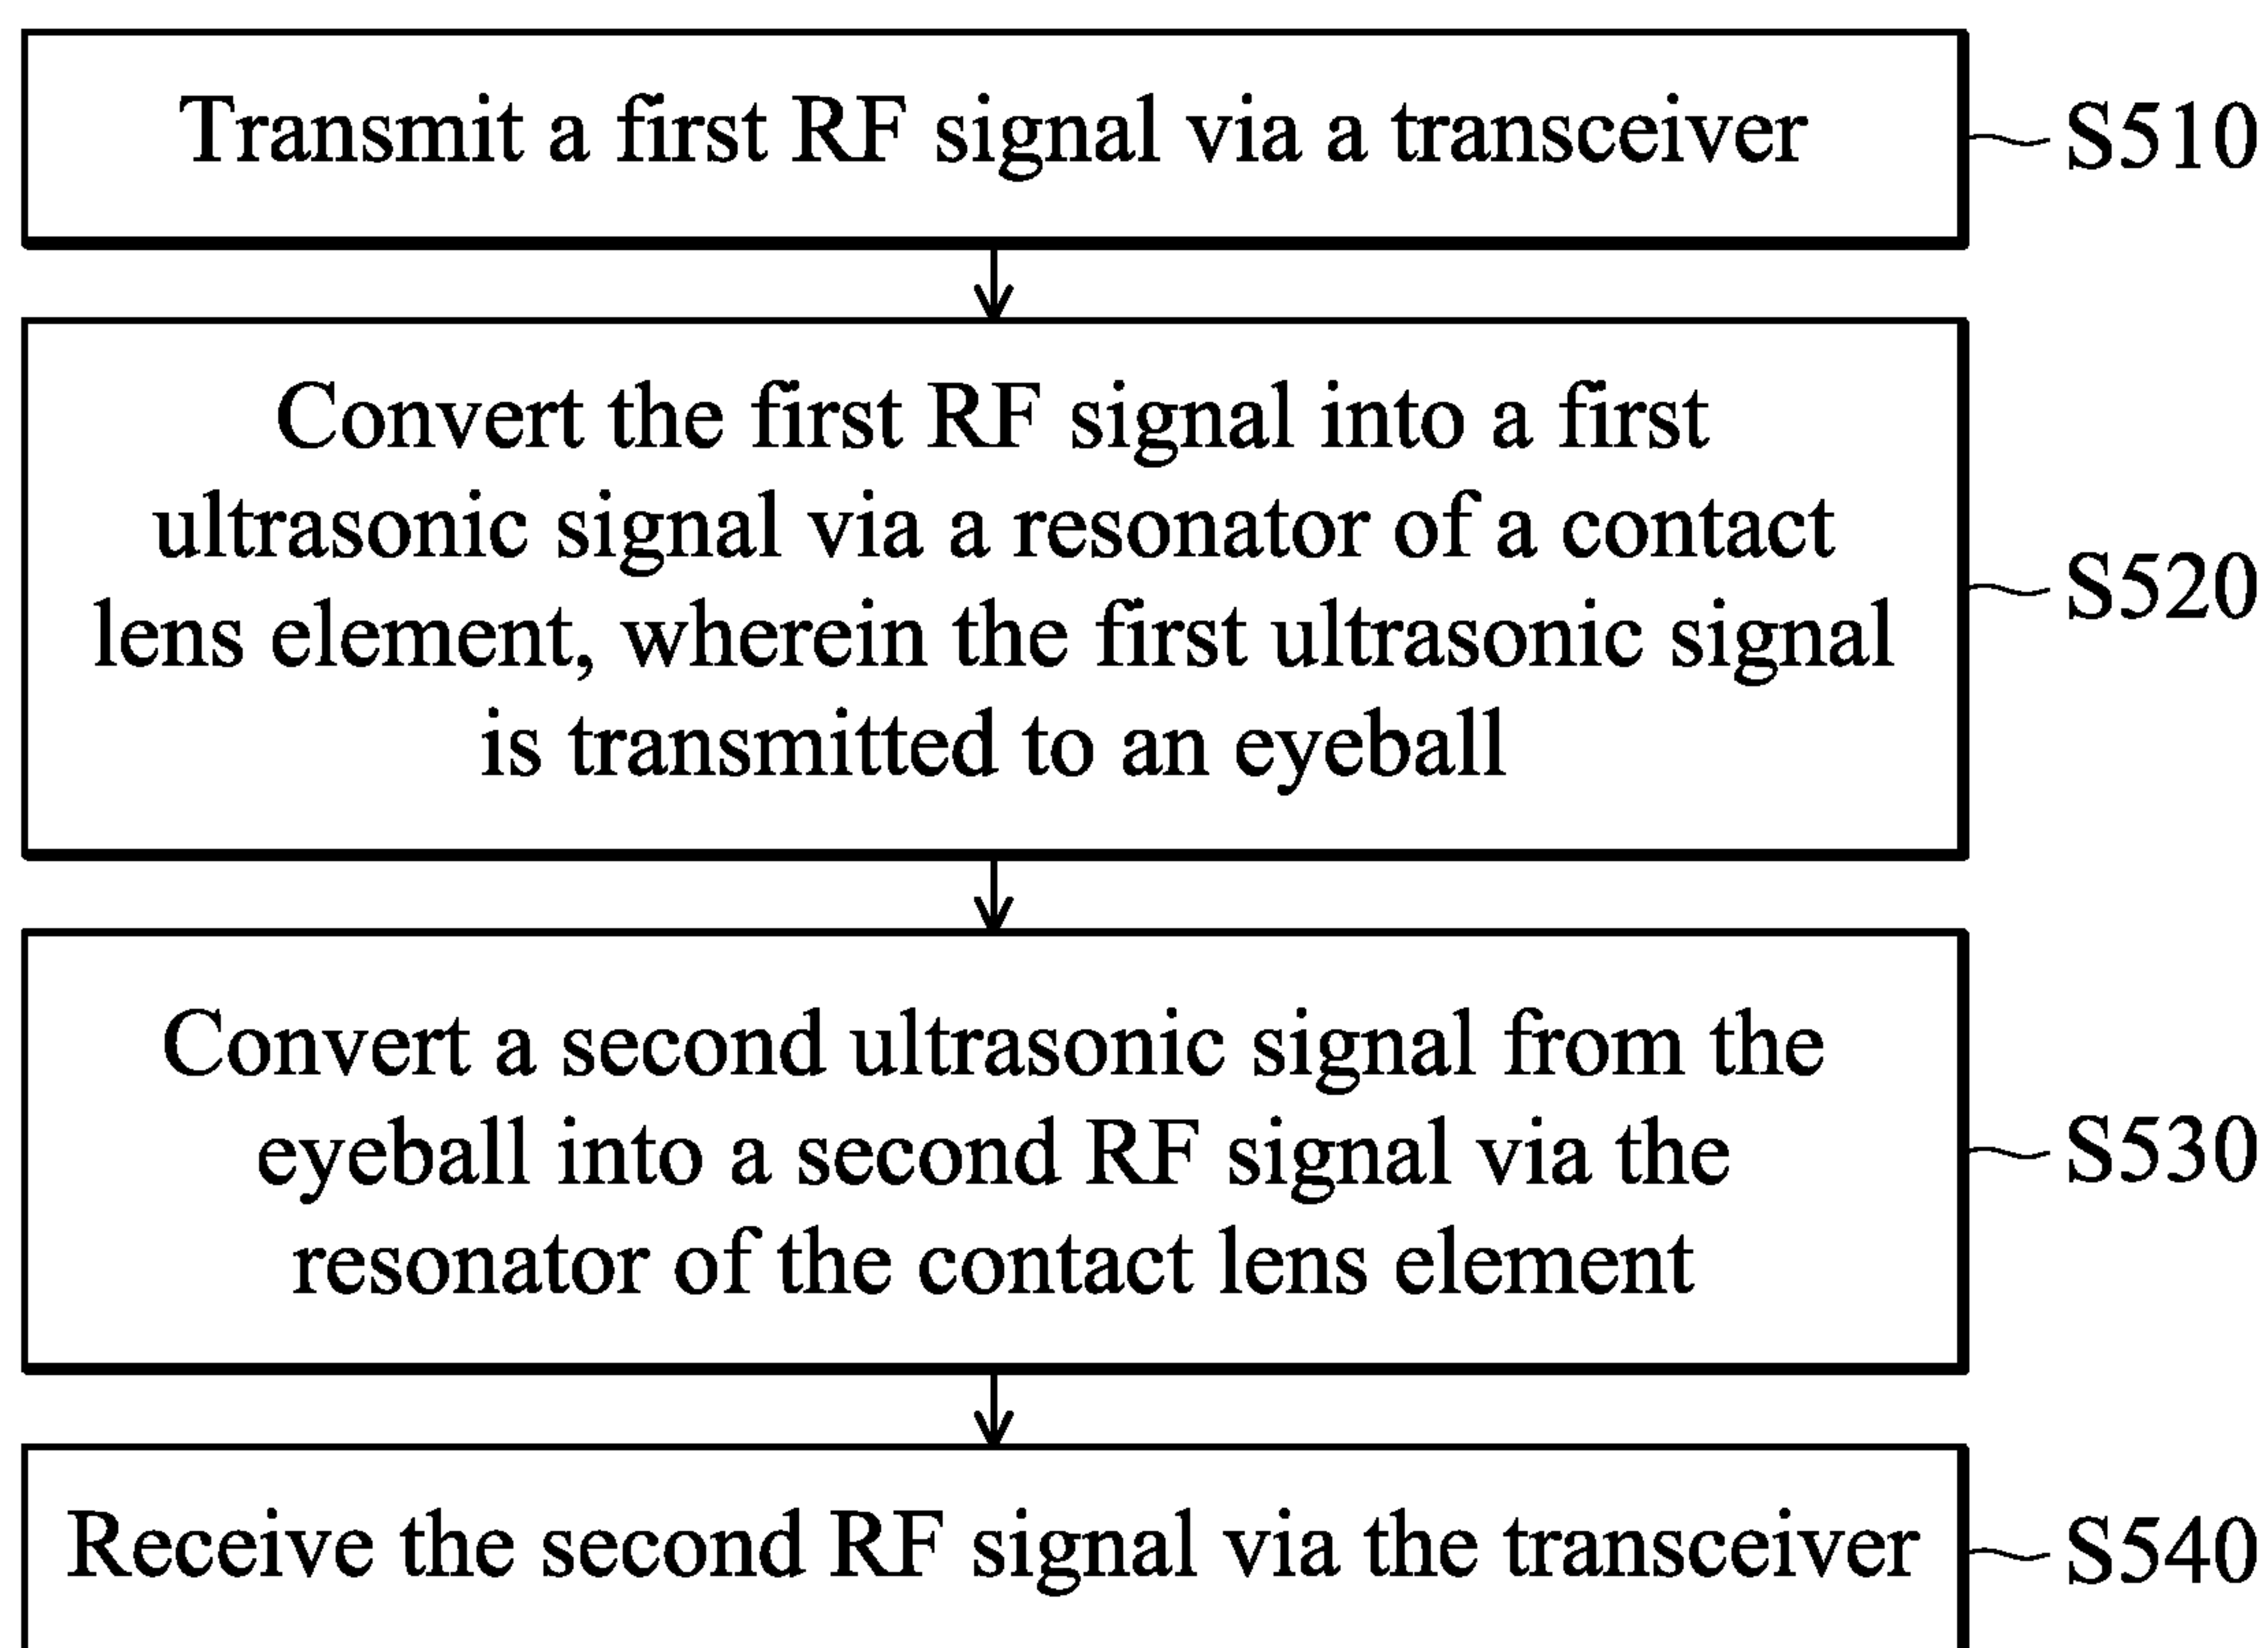 Transmit a first RF signal via a transceiver
S510
Convert the first RF signal into a first
ultrasonic signal via a resonator of a contact
lens element, wherein the first ultrasonic signal
is transmitted to an eyeball
S520
Convert a second ultrasonic signal from the
eyeball into a second RF signal via the
resonator of the contact lens element
S530
Receive the second RF signal via the transceiver
S540